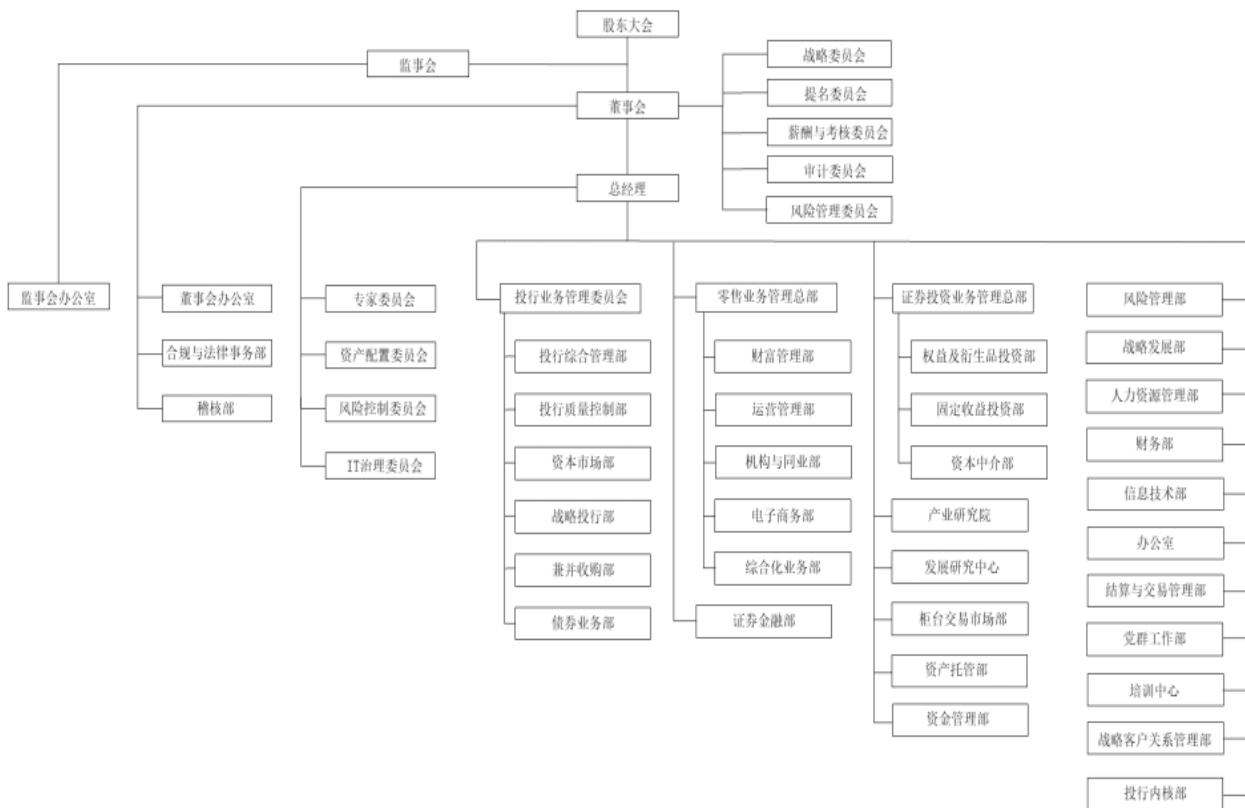 股东大会
监事会
战略委员会
提名委员会
董事会
薪酬与考核委员会
审计委员会
总经理
风险管理委员会
监事会办公室
董事会办公室
合规与法律事务部
稽核部
专家委员会
资产配置委员会
风险控制委员会
IT治理委员会
投行业务管理委员会
投行综合管理部
投行质量控制部
资本市场部
战略投行部
兼并收购部
债券业务部
零售业务管理总部
财富管理部
运营管理部
机构与同业部
电子商务部
综合化业务部
证券金融部
证券投资业务管理总部
权益及衍生品投资部
固定收益投资部
资本中介部
产业研究院
发展研究中心
柜台交易市场部
资产托管部
资金管理部
风险管理部
战略发展部
人力资源管理部
财务部
信息技术部
办公室
结算与交易管理部
党群工作部
培训中心
战略客户关系管理部
投行内核部